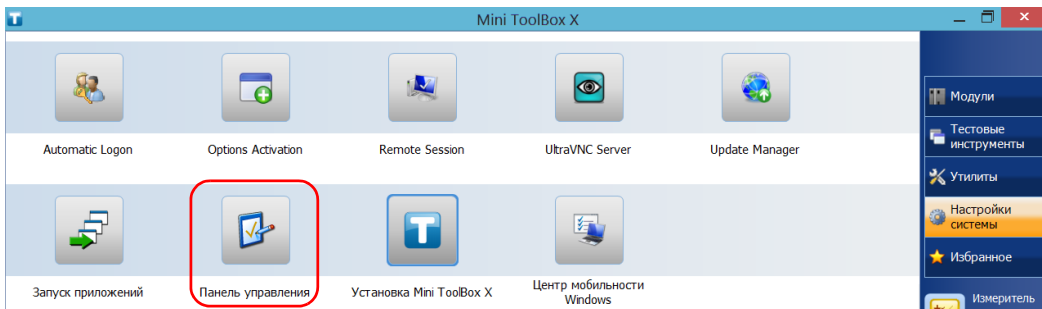 Mini ToolBox X
Automatic Logon
Options Activation
Remote Session
UltraVNC Server
Update Manager
Запуск приложений
Панель управления
Установка Mini ToolBox X
Центр мобильности
Windows
Модули
Тестовые
инструменты
Утилиты
Настройки
системы
Избранное
Измеритель